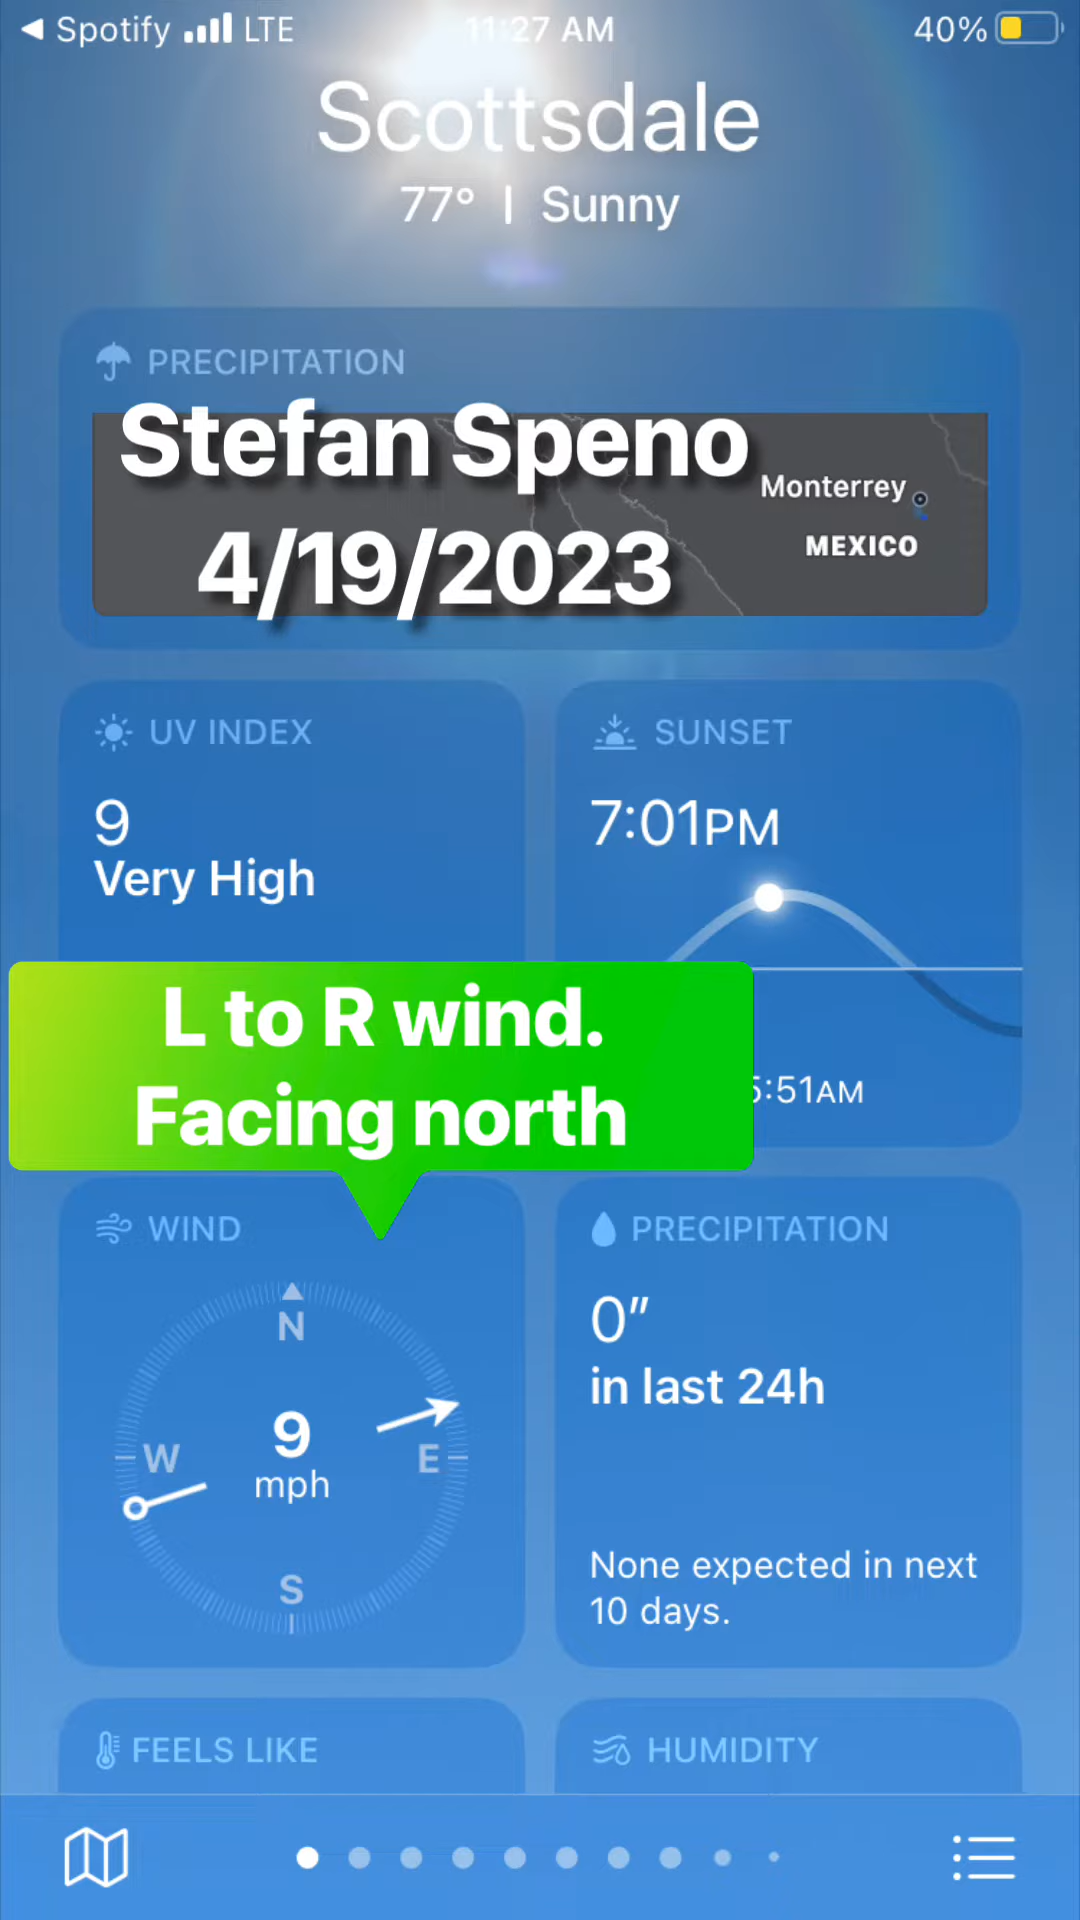 Spotify LTE 11:27 AM 40%
Scottsdale
77° | Sunny
PRECIPITATION
Stefan Speno
4/19/2023
Monterrey
MEXICO
UV INDEX
9
Very High
SUNSET
7:01PM
L to R wind.
Facing north
5:51AM
WIND
N
W
E
S
9
mph
PRECIPITATION
0”
in last 24h
None expected in next
10 days.
FEELS LIKE
HUMIDITY